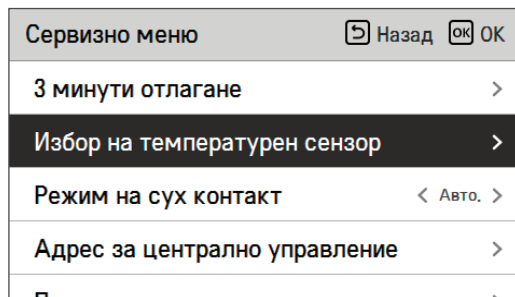 Сервизно меню Назад OK OK
3 минути отлагане
Избор на температурен сензор
Режим на сух контакт < Авто. >
Адрес за централно управление